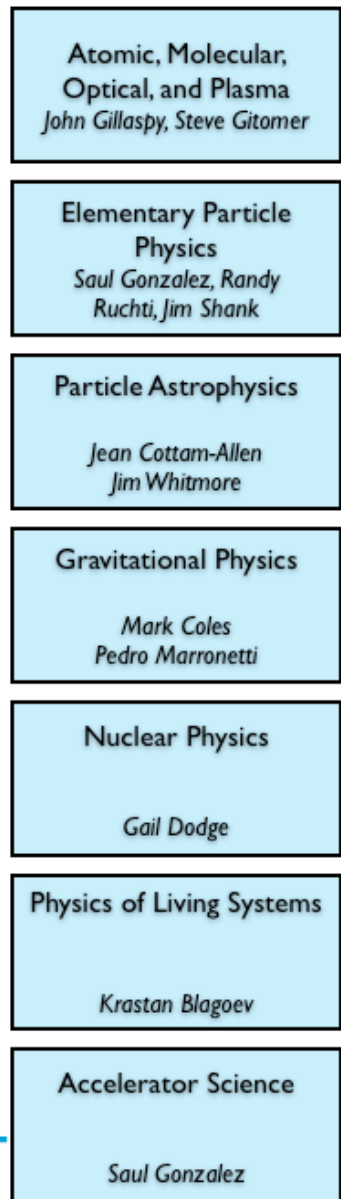 Atomic, Molecular,
Optical, and Plasma
John Gillaspy, Steve Gitomer
Elementary Particle
Physics
Saul Gonzalez, Randy
Ruchti, Jim Shank
Particle Astrophysics
Jean Cottam-Allen
Jim Whitmore
Gravitational Physics
Mark Coles
Pedro Marronetti
Nuclear Physics
Gail Dodge
Physics of Living Systems
Krastan Blagoev
Accelerator Science
Saul Gonzalez